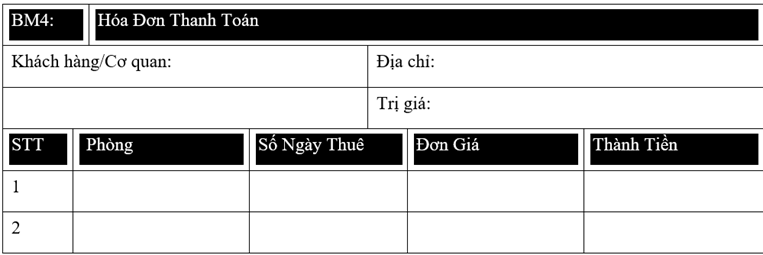 BM4: Hóa Đơn Thanh Toán
Khách hàng/Cơ quan: Địa chỉ:
Trị giá:
STT Phòng Số Ngày Thuê Đơn Giá Thành Tiền
1
2